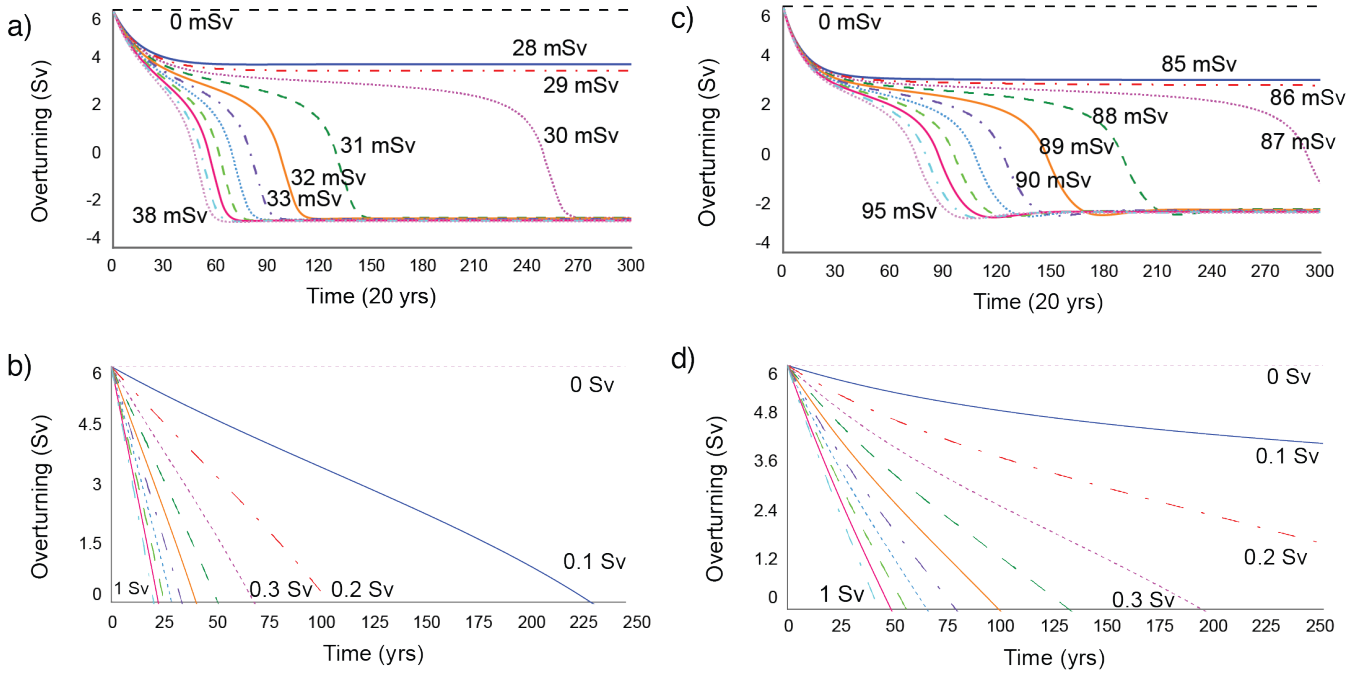 a)
Overturning (Sv)
6
4
2
0
-2
-4
0 mSv
28 mSv
29 mSv
30 mSv
31 mSv
32 mSv
33 mSv
38 mSv
0 30 60 90 120 150 180 210 240 270 300
Time (20 yrs)
c)
Overturning (Sv)
6
4
2
0
-2
-4
0 mSv
85 mSv
86 mSv
87 mSv
88 mSv
89 mSv
90 mSv
95 mSv
0 30 60 90 120 150 180 210 240 270 300
Time (20 yrs)
b)
Overturning (Sv)
6
4.5
3
1.5
0
0 Sv
0.1 Sv
0.2 Sv
0.3 Sv
1 Sv
0 25 50 75 100 125 150 175 200 225 250
Time (yrs)
d)
Overturning (Sv)
6
4.8
3.6
2.4
1.2
0
0 Sv
0.1 Sv
0.2 Sv
0.3 Sv
1 Sv
0 25 50 75 100 125 150 175 200 225 250
Time (yrs)